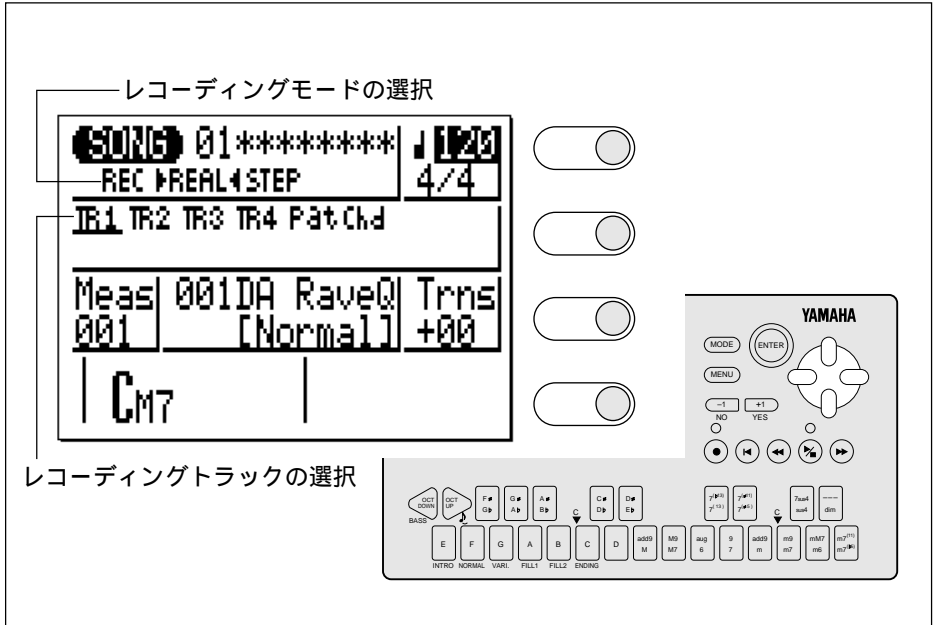 レコーディングモードの選択
SONG 01******** ♩120
REC ▶REAL◀STEP 4/4
TR1 TR2 TR3 TR4 PatChd
Meas 001DA RaveQ Trns
001 [Normal] +00
CM7
レコーディングトラックの選択
YAMAHA
MODE ENTER
MENU
−1 +1
NO YES
OCT DOWN OCT UP
BASS
F♯ G♯ A♯ C♯ D♯
G♭ A♭ B♭ D♭ E♭
7sus4 ---
sus4 dim
C C
E F G A B C D
add9 M9 aug 9 add9 m9 mM7 m7(11)
M M7 6 7 m m7 m6
INTRO NORMAL VARI. FILL1 FILL2 ENDING